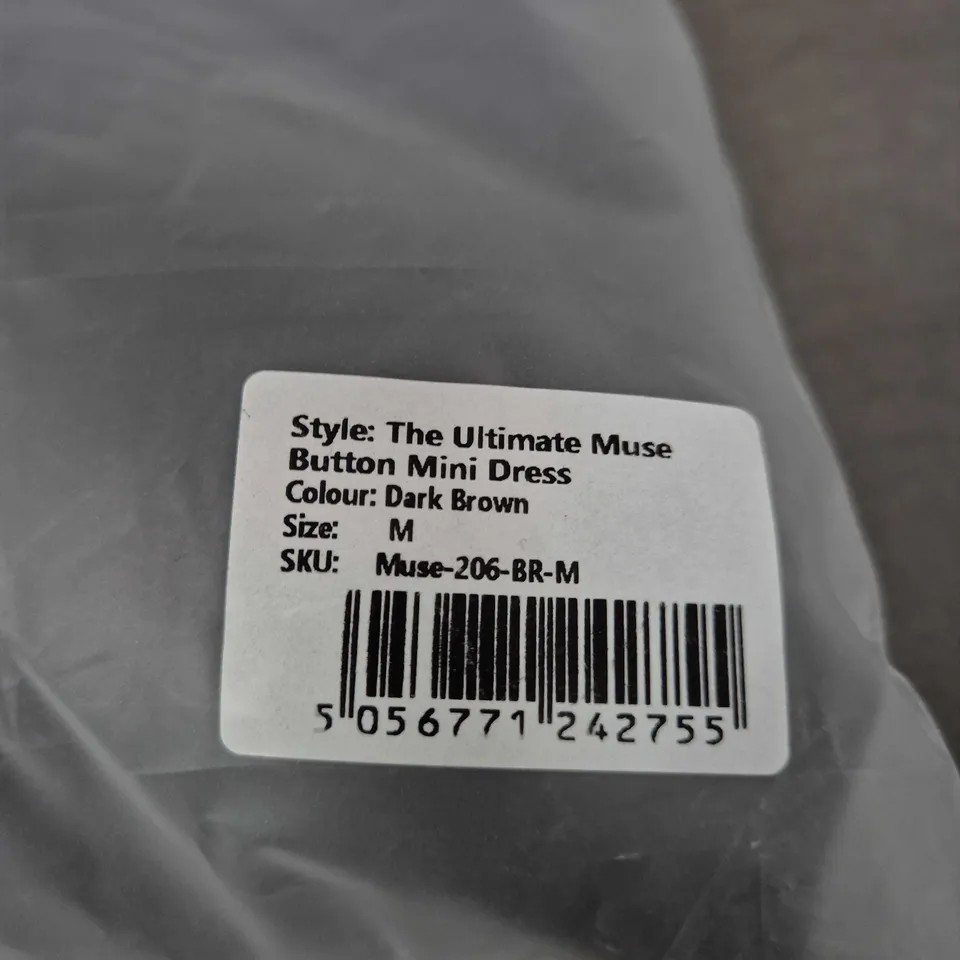 Style: The Ultimate Muse
Button Mini Dress
Colour: Dark Brown
Size: M
SKU: Muse-206-BR-M
5 056771 242755